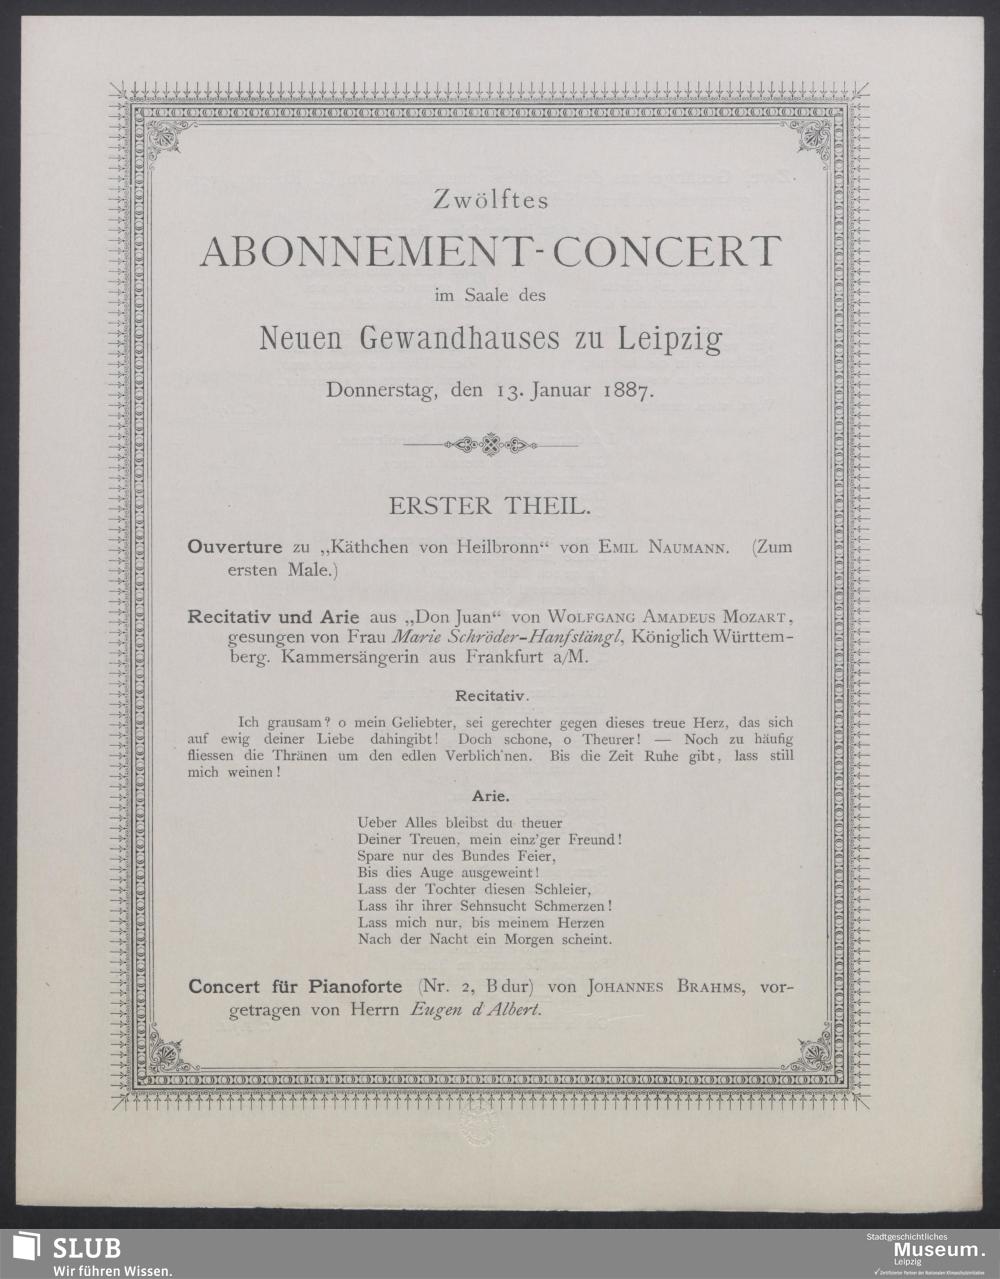 Zwölftes
ABONNEMENT-CONCERT
im Saale des
Neuen Gewandhauses zu Leipzig
Donnerstag, den 13. Januar 1887.
ERSTER THEIL.
Ouverture zu „Käthchen von Heilbronn“ von EMIL NAUMANN. (Zum
ersten Male.)
Recitativ und Arie aus „Don Juan“ von WOLFGANG AMADEUS MOZART,
gesungen von Frau Marie Schröder-Hanfstängl, Königlich Württem-
berg. Kammersängerin aus Frankfurt a/M.
Recitativ.
Ich grausam? o mein Geliebter, sei gerechter gegen dieses treue Herz, das sich
auf ewig deiner Liebe dahingibt! Doch schone, o Theurer! — Noch zu häufig
fliessen die Thränen um den edlen Verblich'nen. Bis die Zeit Ruhe gibt, lass still
mich weinen!
Arie.
Ueber Alles bleibst du theuer
Deiner Treuen, mein einz'ger Freund!
Spare nur des Bundes Feier,
Bis dies Auge ausgeweint!
Lass der Tochter diesen Schleier,
Lass ihr ihrer Sehnsucht Schmerzen!
Lass mich nur, bis meinem Herzen
Nach der Nacht ein Morgen scheint.
Concert für Pianoforte (Nr. 2, B dur) von JOHANNES BRAHMS, vor-
getragen von Herrn Eugen d'Albert.
SLUB
Wir führen Wissen.
Stadtgeschichtliches
Museum.
Leipzig
✓ Zertifizierter Partner der Nationalen Klimaschutzinitiative